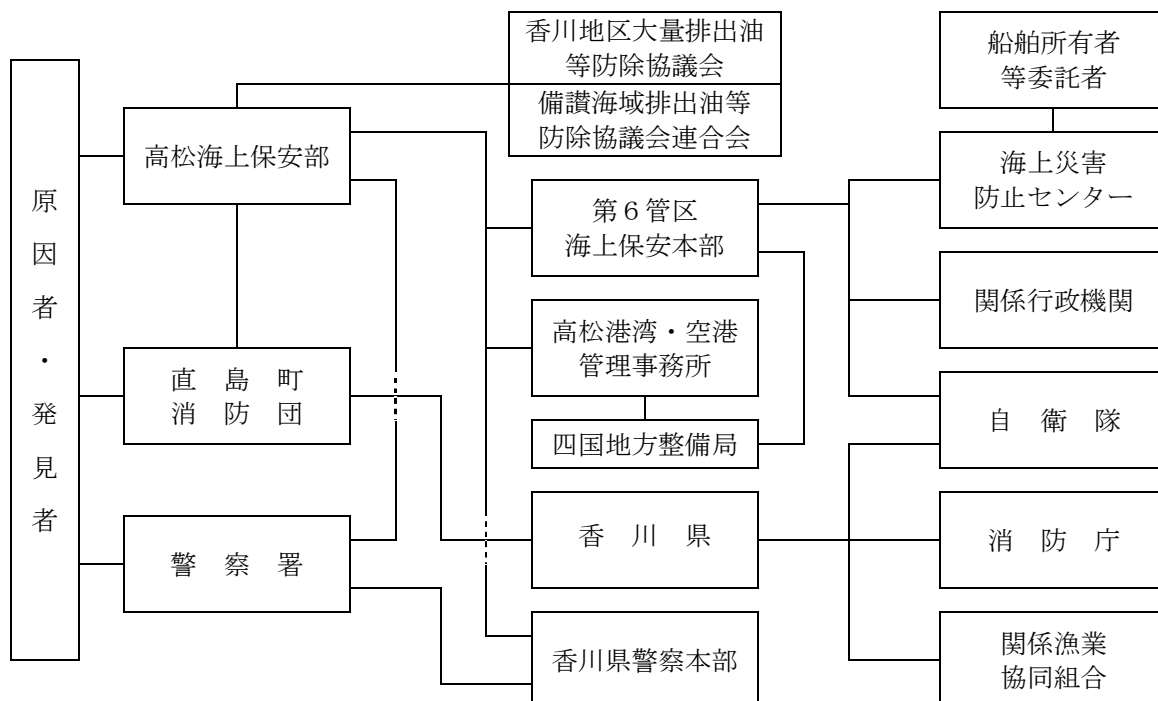 原因者・発見者
高松海上保安部
直島町
消防団
警察署
香川地区大量排出油
等防除協議会
備讃海域排出油等
防除協議会連合会
第6管区
海上保安本部
高松港湾・空港
管理事務所
四国地方整備局
香川県
香川県警察本部
船舶所有者
等委託者
海上災害
防止センター
関係行政機関
自衛隊
消防庁
関係漁業
協同組合